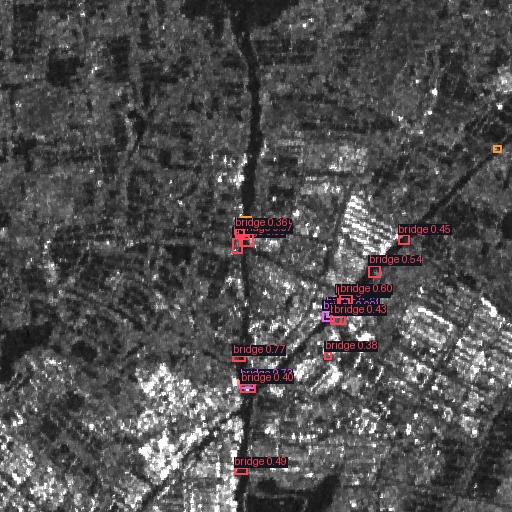 bridge 0.36
bridge 0.45
bridge 0.54
bridge 0.60
bridge 0.43
bridge 0.38
bridge 0.77
bridge 0.40
bridge 0.49